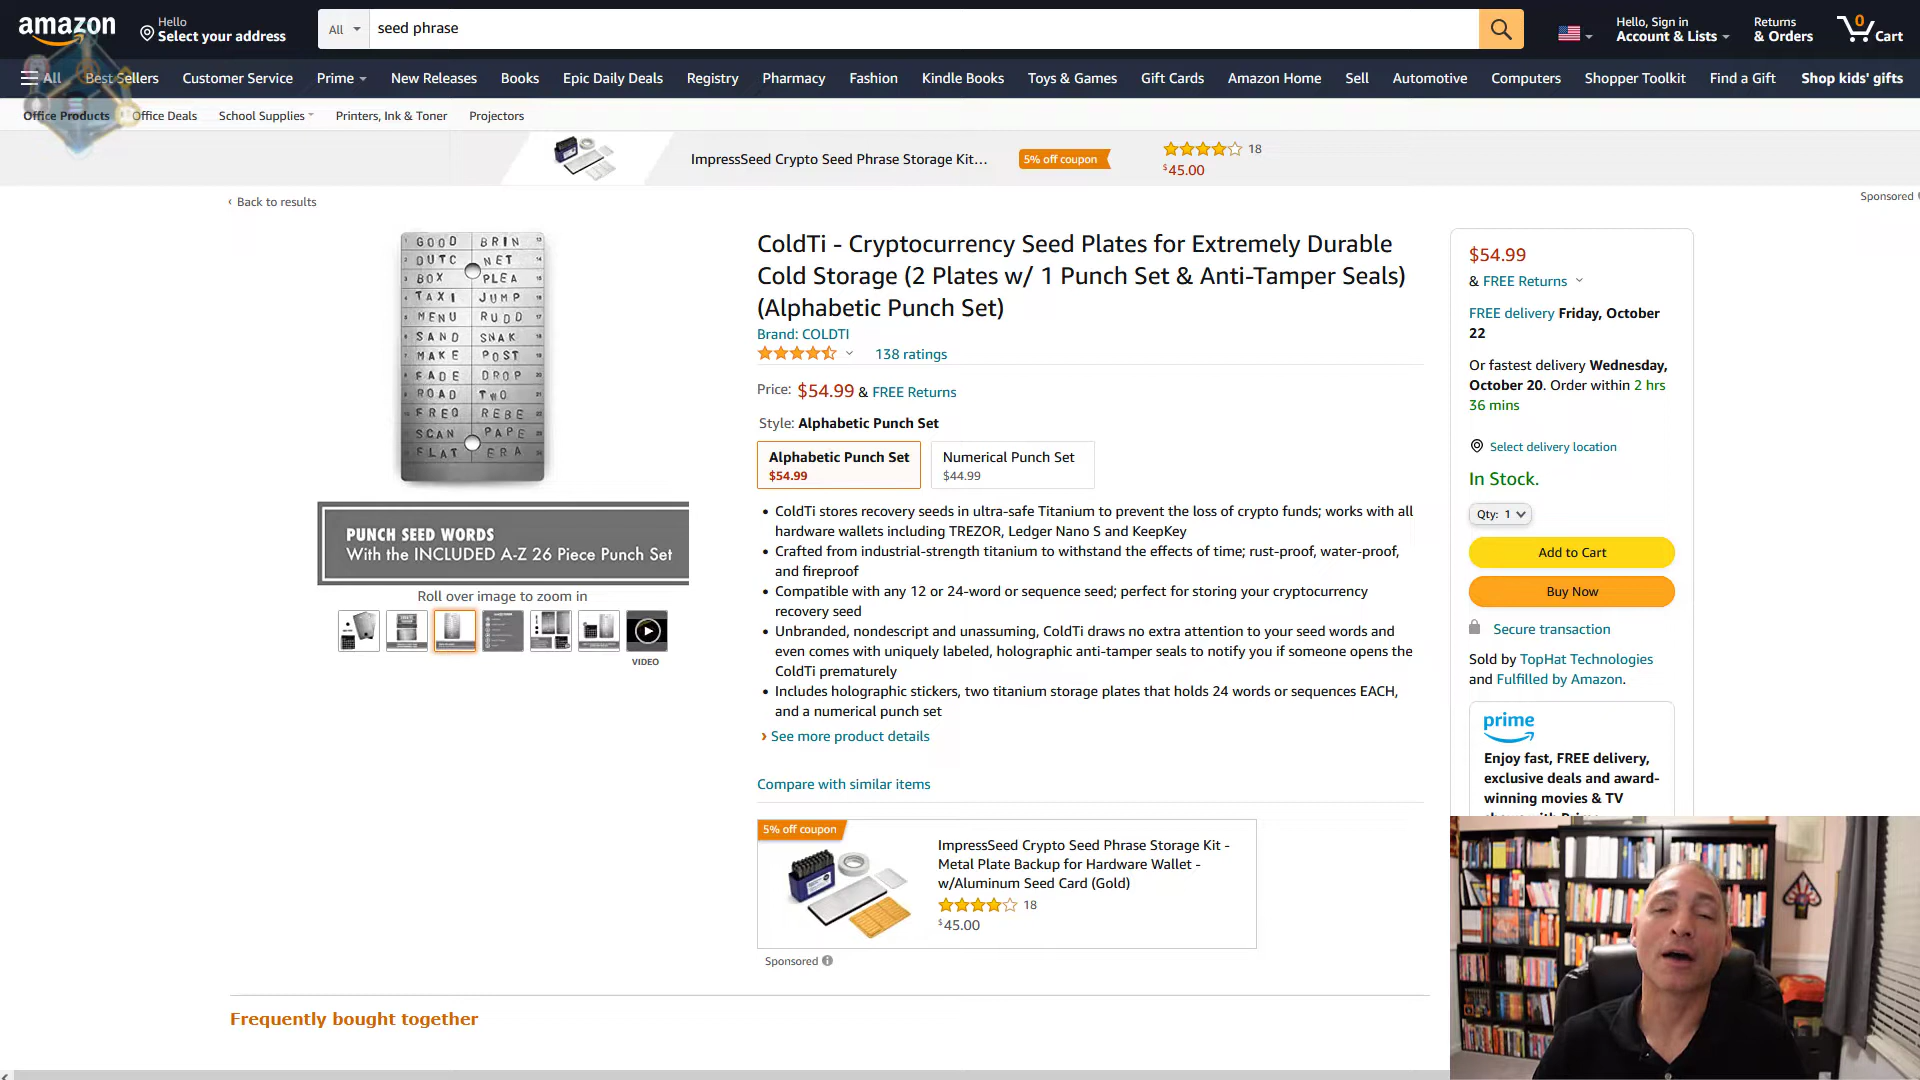 amazon
Hello
Select your address
All
seed phrase
Hello, Sign in
Account & Lists
Returns
& Orders
0
Cart
All
Best Sellers
Customer Service
Prime
New Releases
Books
Epic Daily Deals
Registry
Pharmacy
Fashion
Kindle Books
Toys & Games
Gift Cards
Amazon Home
Sell
Automotive
Computers
Shopper Toolkit
Find a Gift
Shop kids' gifts
Office Products
Office Deals
School Supplies
Printers, Ink & Toner
Projectors
ImpressSeed Crypto Seed Phrase Storage Kit...
5% off coupon
18
$45.00
‹ Back to results
Sponsored
GOOD BRIN
OUTC NET
BOX PLEA
TAXI JUMP
MENU RUDD
SAND SNAK
MAKE POST
FADE DROP
ROAD TWO
FREQ REBE
SCAN PAPE
FLAT ERA
PUNCH SEED WORDS
With the INCLUDED A-Z 26 Piece Punch Set
Roll over image to zoom in
VIDEO
ColdTi - Cryptocurrency Seed Plates for Extremely Durable
Cold Storage (2 Plates w/ 1 Punch Set & Anti-Tamper Seals)
(Alphabetic Punch Set)
Brand: COLDTI
138 ratings
Price: $54.99 & FREE Returns
Style: Alphabetic Punch Set
Alphabetic Punch Set
$54.99
Numerical Punch Set
$44.99
• ColdTi stores recovery seeds in ultra-safe Titanium to prevent the loss of crypto funds; works with all
hardware wallets including TREZOR, Ledger Nano S and KeepKey
• Crafted from industrial-strength titanium to withstand the effects of time; rust-proof, water-proof,
and fireproof
• Compatible with any 12 or 24-word or sequence seed; perfect for storing your cryptocurrency
recovery seed
• Unbranded, nondescript and unassuming, ColdTi draws no extra attention to your seed words and
even comes with uniquely labeled, holographic anti-tamper seals to notify you if someone opens the
ColdTi prematurely
• Includes holographic stickers, two titanium storage plates that holds 24 words or sequences EACH,
and a numerical punch set
› See more product details
Compare with similar items
5% off coupon
ImpressSeed Crypto Seed Phrase Storage Kit -
Metal Plate Backup for Hardware Wallet -
w/Aluminum Seed Card (Gold)
18
$45.00
Sponsored
Frequently bought together
$54.99
& FREE Returns
FREE delivery Friday, October
22
Or fastest delivery Wednesday,
October 20. Order within 2 hrs
36 mins
Select delivery location
In Stock.
Qty: 1
Add to Cart
Buy Now
Secure transaction
Sold by TopHat Technologies
and Fulfilled by Amazon.
prime
Enjoy fast, FREE delivery,
exclusive deals and award-
winning movies & TV